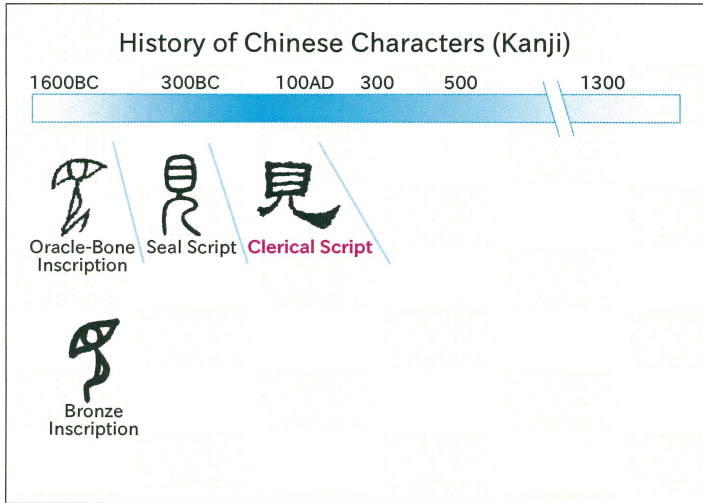 History of Chinese Characters (Kanji)
1600BC 300BC 100AD 300 500 1300
見
Oracle-Bone
Inscription
Seal Script
Clerical Script
Bronze
Inscription